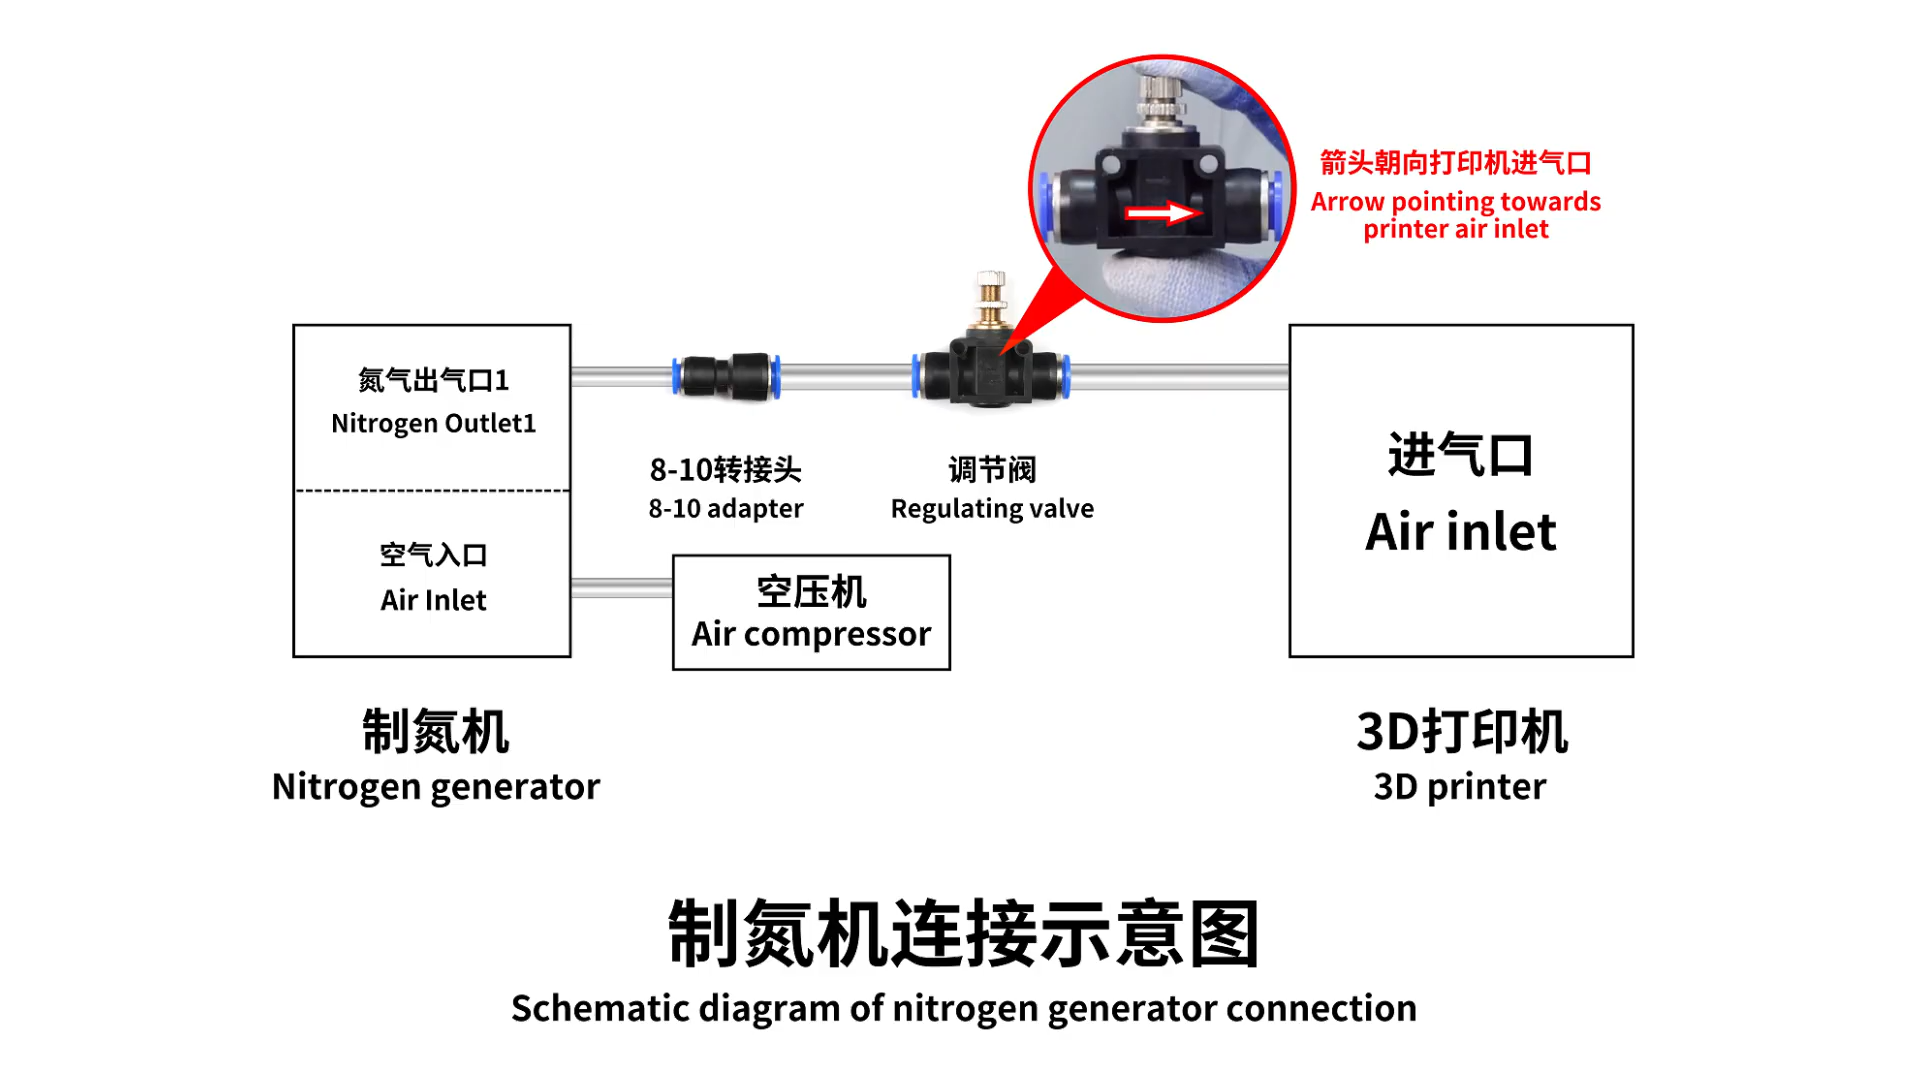 箭头朝向打印机进气口
Arrow pointing towards
printer air inlet
氮气出气口1
Nitrogen Outlet1
8-10转接头
8-10 adapter
调节阀
Regulating valve
进气口
Air inlet
空气入口
Air Inlet
空压机
Air compressor
制氮机
Nitrogen generator
3D打印机
3D printer
制氮机连接示意图
Schematic diagram of nitrogen generator connection